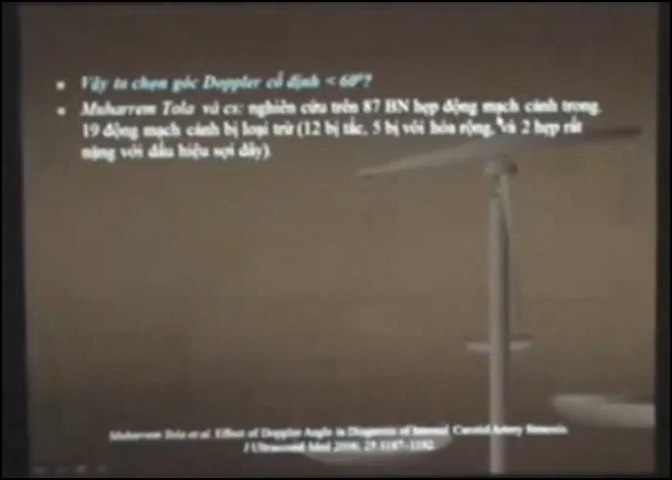 Vậy ta chọn góc Doppler cố định < 60°?
Muharrem Tola và cs: nghiên cứu trên 87 BN hẹp động mạch cảnh trong.
19 động mạch cảnh bị loại trừ (12 bị tắc, 5 bị vôi hóa rộng, và 2 hẹp rất
nặng với dấu hiệu sợi dây).
Muharrem Tola et al. Effect of Doppler Angle in Diagnosis of Internal Carotid Artery Stenosis.
J Ultrasound Med 2006; 25:1187–1192